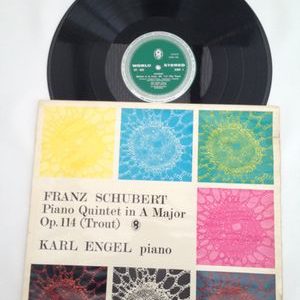 WORLD STEREO
FRANZ SCHUBERT
Piano Quintet in A Major
Op. 114 (Trout)
KARL ENGEL piano